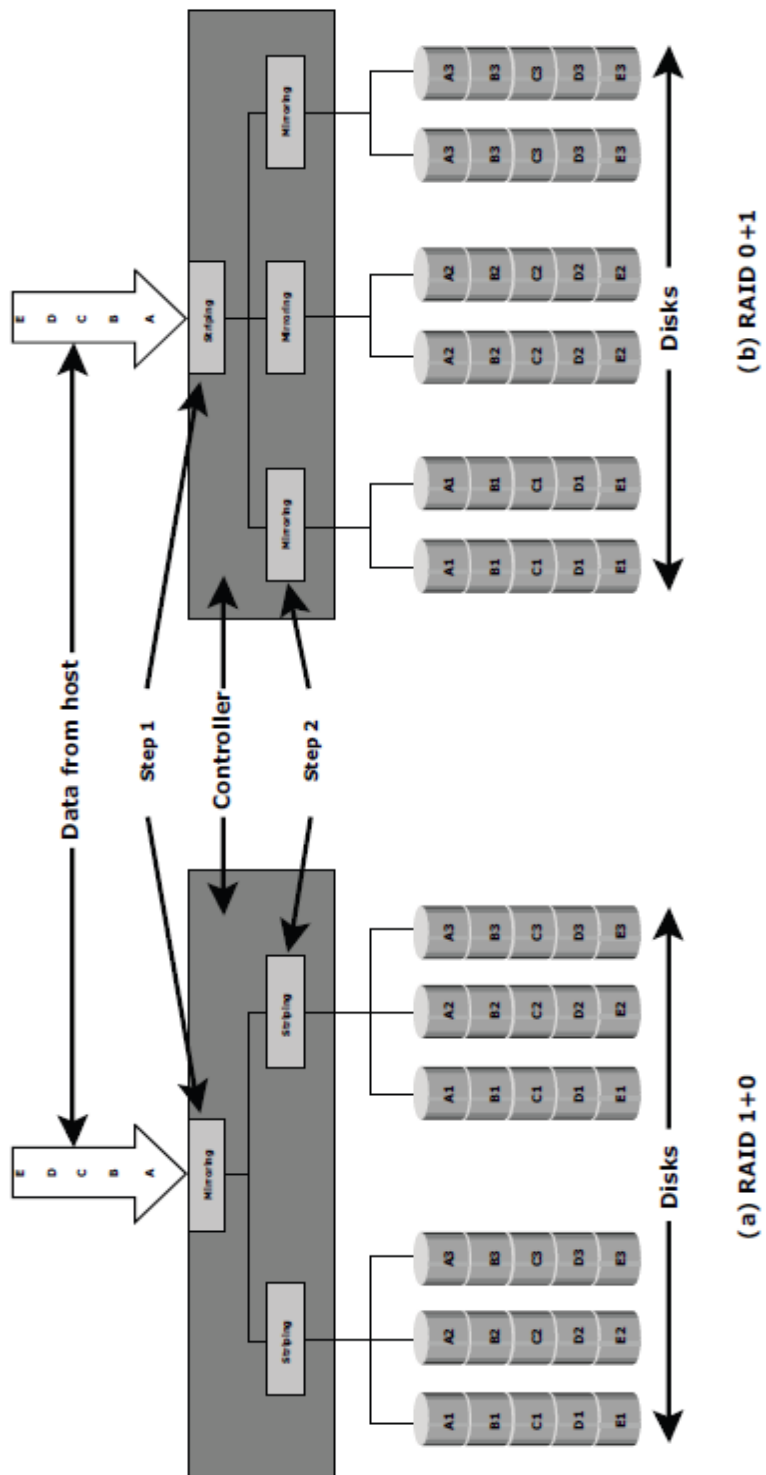 E
D
C
B
A
E
D
C
B
A
Data from host
Step 1
Controller
Step 2
Mirroring
Striping
Striping
Striping
Mirroring
Mirroring
Mirroring
A1 A2 A3 A1 A2 A3
B1 B2 B3 B1 B2 B3
C1 C2 C3 C1 C2 C3
D1 D2 D3 D1 D2 D3
E1 E2 E3 E1 E2 E3
Disks
(a) RAID 1+0
A1 A1 A2 A2 A3 A3
B1 B1 B2 B2 B3 B3
C1 C1 C2 C2 C3 C3
D1 D1 D2 D2 D3 D3
E1 E1 E2 E2 E3 E3
Disks
(b) RAID 0+1